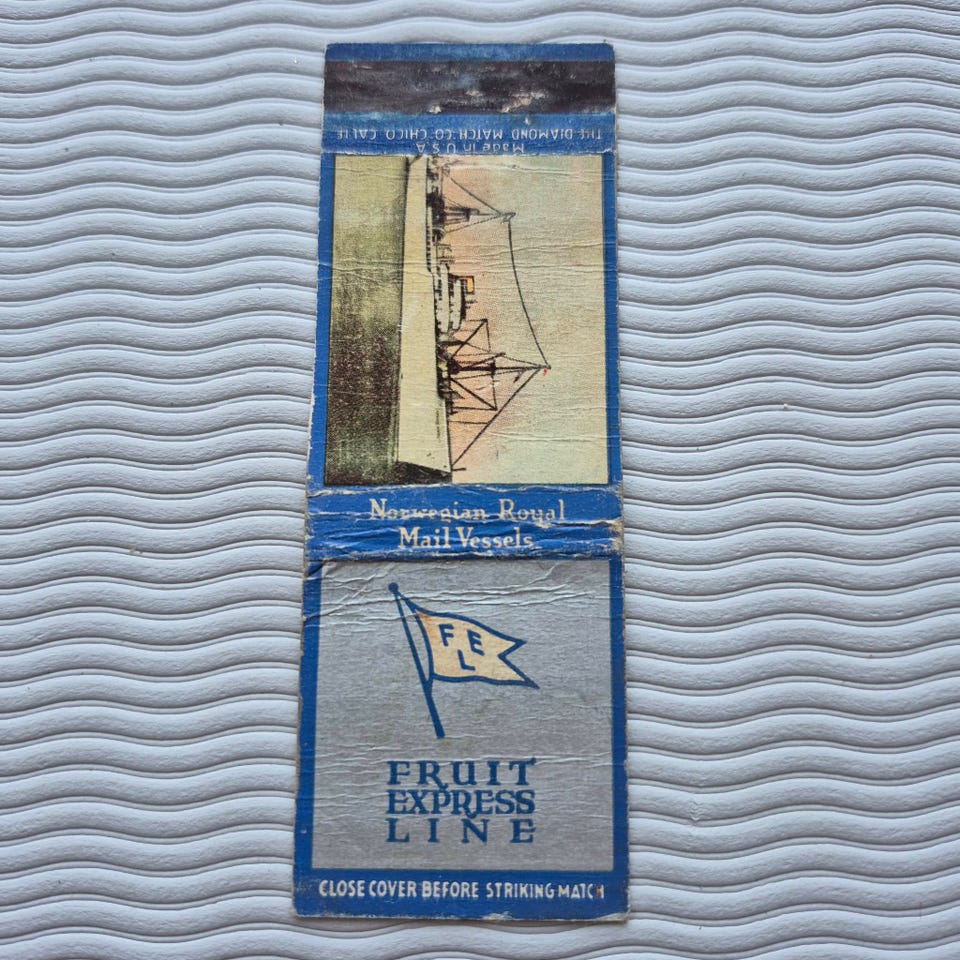 THE DIAMOND MATCH CO. CHICO, CALIF.
Made in U.S.A.
Norwegian Royal
Mail Vessels
F E
L
FRUIT
EXPRESS
LINE
CLOSE COVER BEFORE STRIKING MATCH